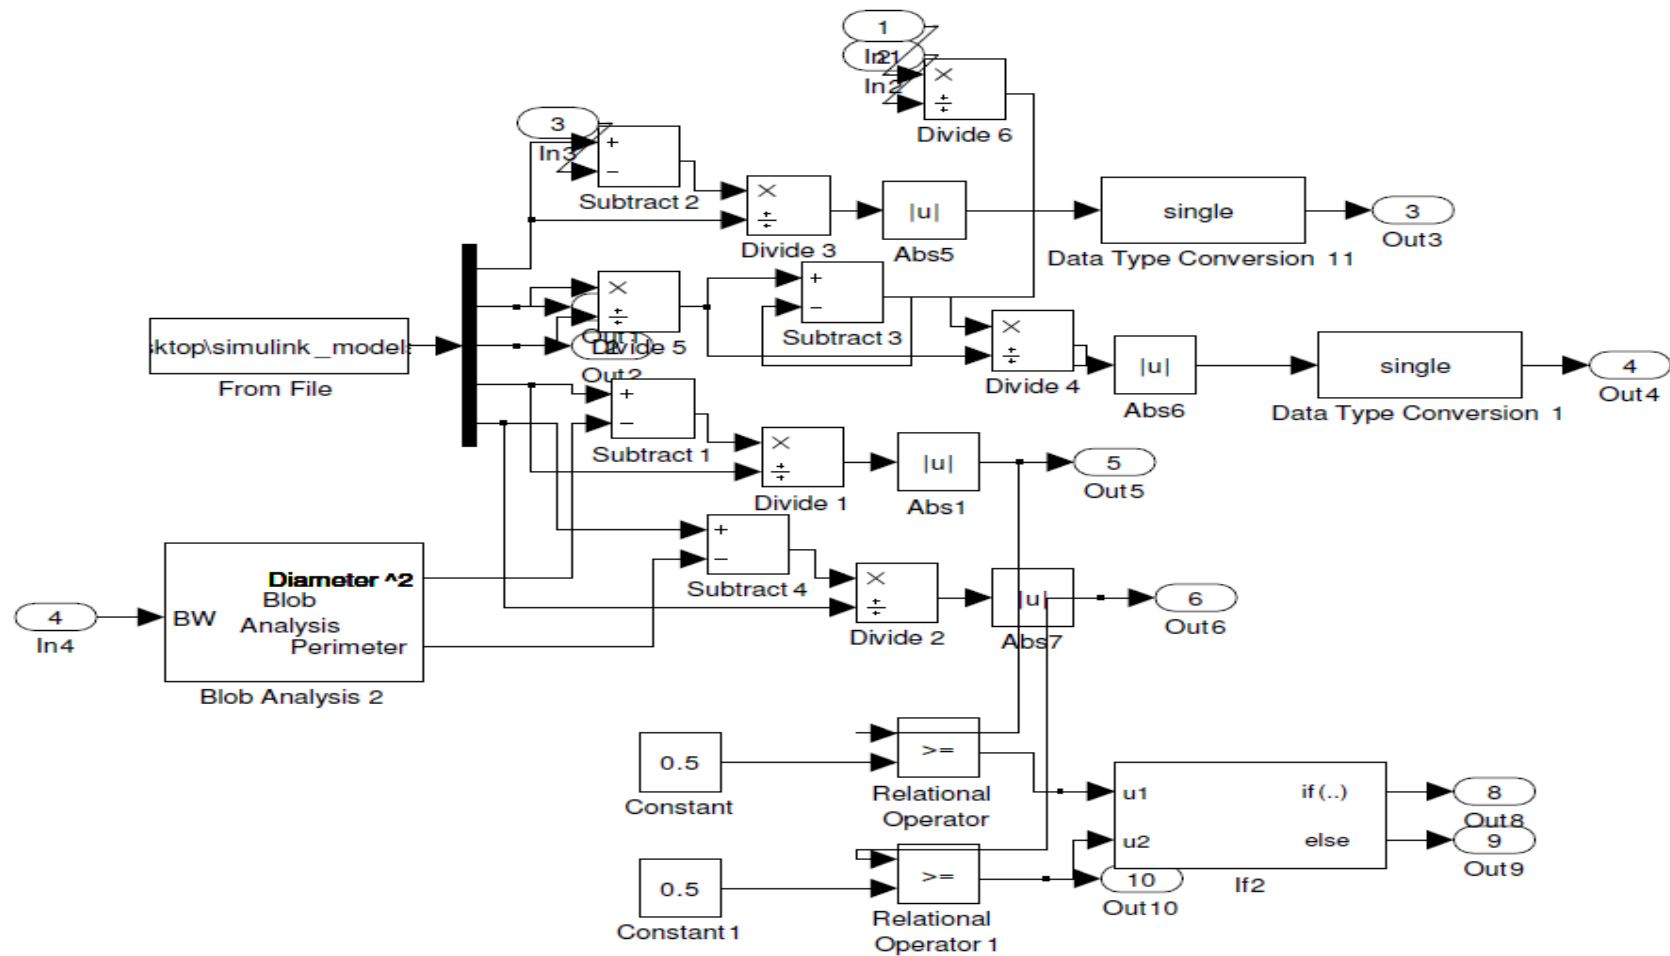 1
In1
2
In2
×
÷
Divide 6
3
In3
+
−
Subtract 2
×
÷
Divide 3
|u|
Abs5
single
Data Type Conversion 11
3
Out3
×
÷
Divide 5
Out1
2
Out2
+
−
Subtract 3
×
÷
Divide 4
|u|
Abs6
single
Data Type Conversion 1
4
Out4
ktop\simulink_model
From File
+
−
Subtract 1
×
÷
Divide 1
|u|
Abs1
5
Out5
+
−
Subtract 4
×
÷
Divide 2
|u|
Abs7
6
Out6
4
In4
BW
Diameter ^2
Blob
Analysis
Perimeter
Blob Analysis 2
0.5
Constant
>=
Relational
Operator
0.5
Constant1
>=
Relational
Operator 1
u1
u2
if(..)
else
If2
8
Out8
9
Out9
10
Out10